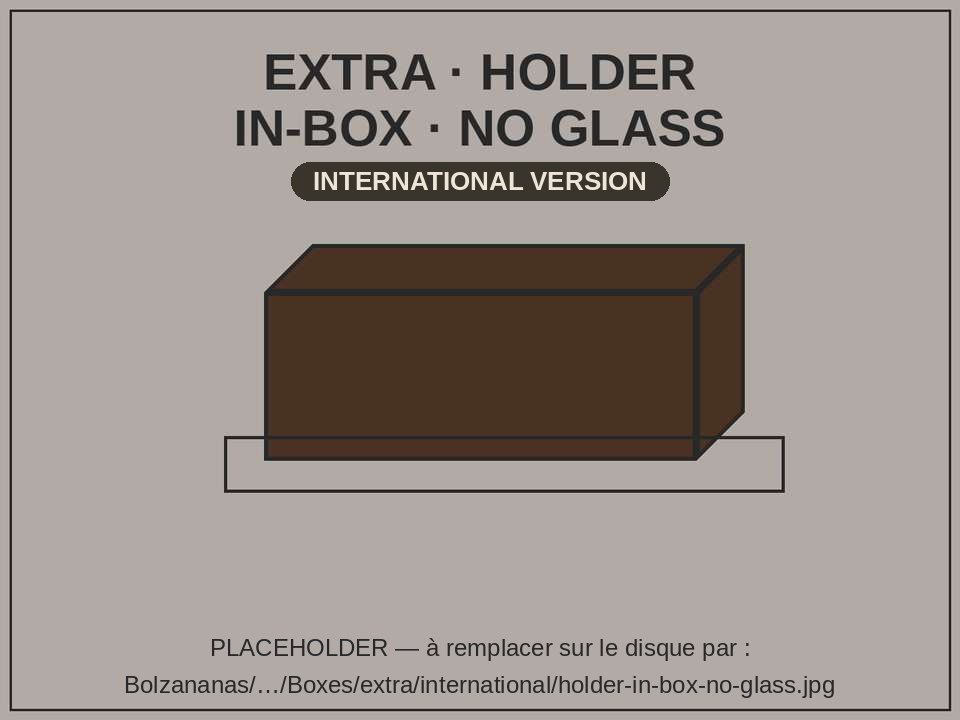 EXTRA · HOLDER
IN-BOX · NO GLASS
INTERNATIONAL VERSION
PLACEHOLDER — à remplacer sur le disque par :
Bolzananas/…/Boxes/extra/international/holder-in-box-no-glass.jpg